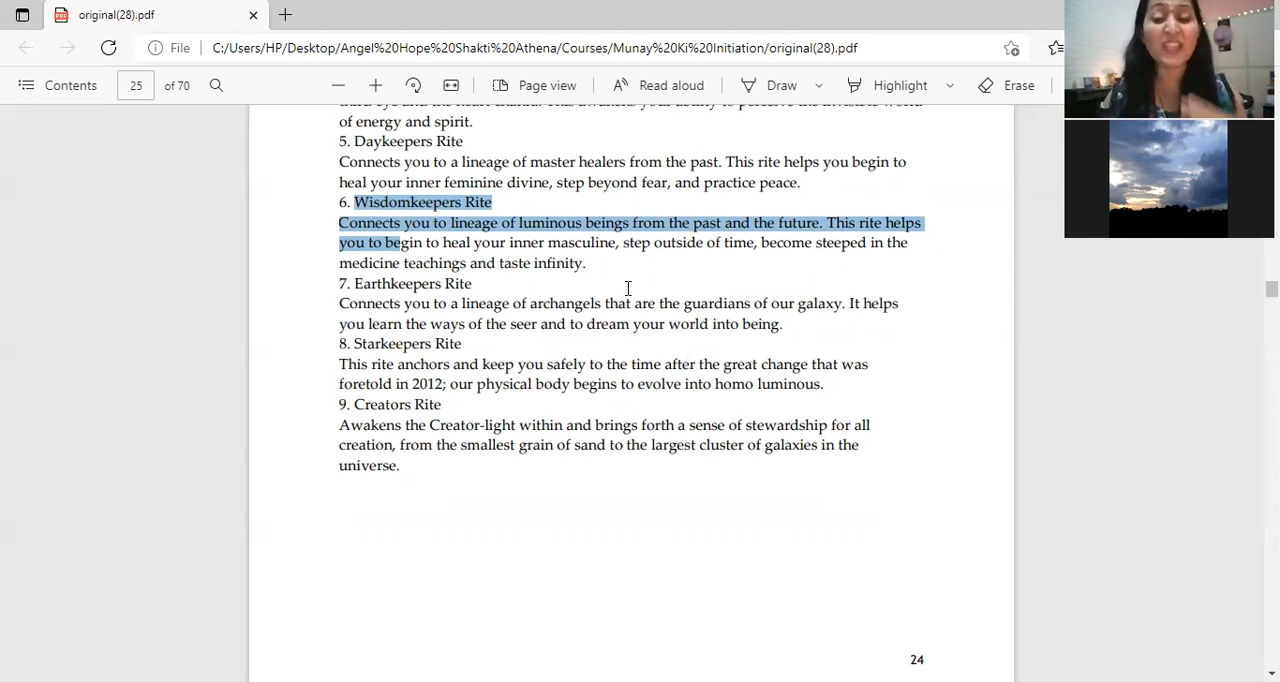 original(28).pdf
File C:/Users/HP/Desktop/Angel%20Hope%20Shakti%20Athena/Courses/Munay%20Ki%20Initiation/original(28).pdf
Contents 25 of 70 Page view Read aloud Draw Highlight Erase
of energy and spirit.
5. Daykeepers Rite
Connects you to a lineage of master healers from the past. This rite helps you begin to
heal your inner feminine divine, step beyond fear, and practice peace.
6. Wisdomkeepers Rite
Connects you to lineage of luminous beings from the past and the future. This rite helps
you to begin to heal your inner masculine, step outside of time, become steeped in the
medicine teachings and taste infinity.
7. Earthkeepers Rite
Connects you to a lineage of archangels that are the guardians of our galaxy. It helps
you learn the ways of the seer and to dream your world into being.
8. Starkeepers Rite
This rite anchors and keep you safely to the time after the great change that was
foretold in 2012; our physical body begins to evolve into homo luminous.
9. Creators Rite
Awakens the Creator-light within and brings forth a sense of stewardship for all
creation, from the smallest grain of sand to the largest cluster of galaxies in the
universe.
24